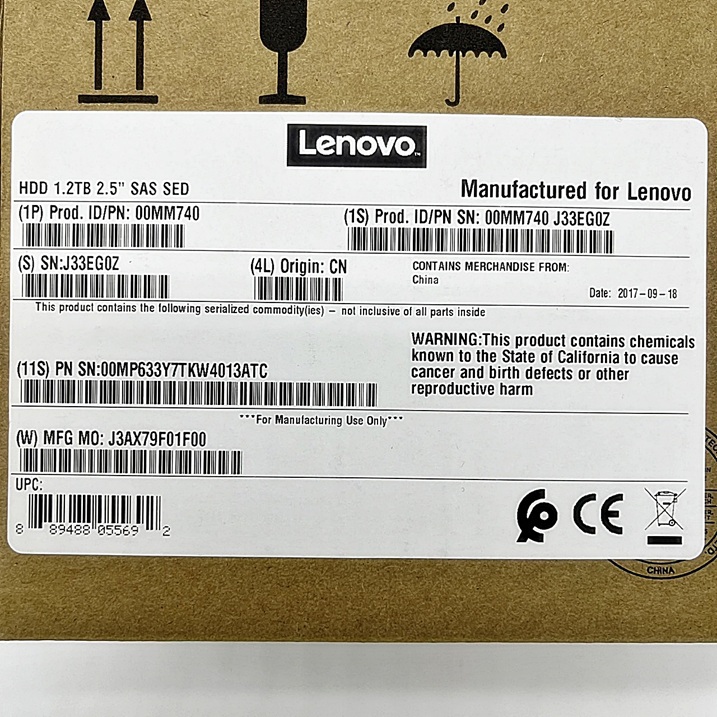 Lenovo™
HDD 1.2TB 2.5" SAS SED
Manufactured for Lenovo
(1P) Prod. ID/PN: 00MM740
(1S) Prod. ID/PN SN: 00MM740 J33EG0Z
(S) SN:J33EG0Z
(4L) Origin: CN
CONTAINS MERCHANDISE FROM:
China
Date: 2017-09-18
This product contains the following serialized commodity(ies) - not inclusive of all parts inside
WARNING:This product contains chemicals
known to the State of California to cause
cancer and birth defects or other
reproductive harm
(11S) PN SN:00MP633Y7TKW4013ATC
***For Manufacturing Use Only***
(W) MFG MO: J3AX79F01F00
UPC:
8 89488 05569 2
CE
CHINA